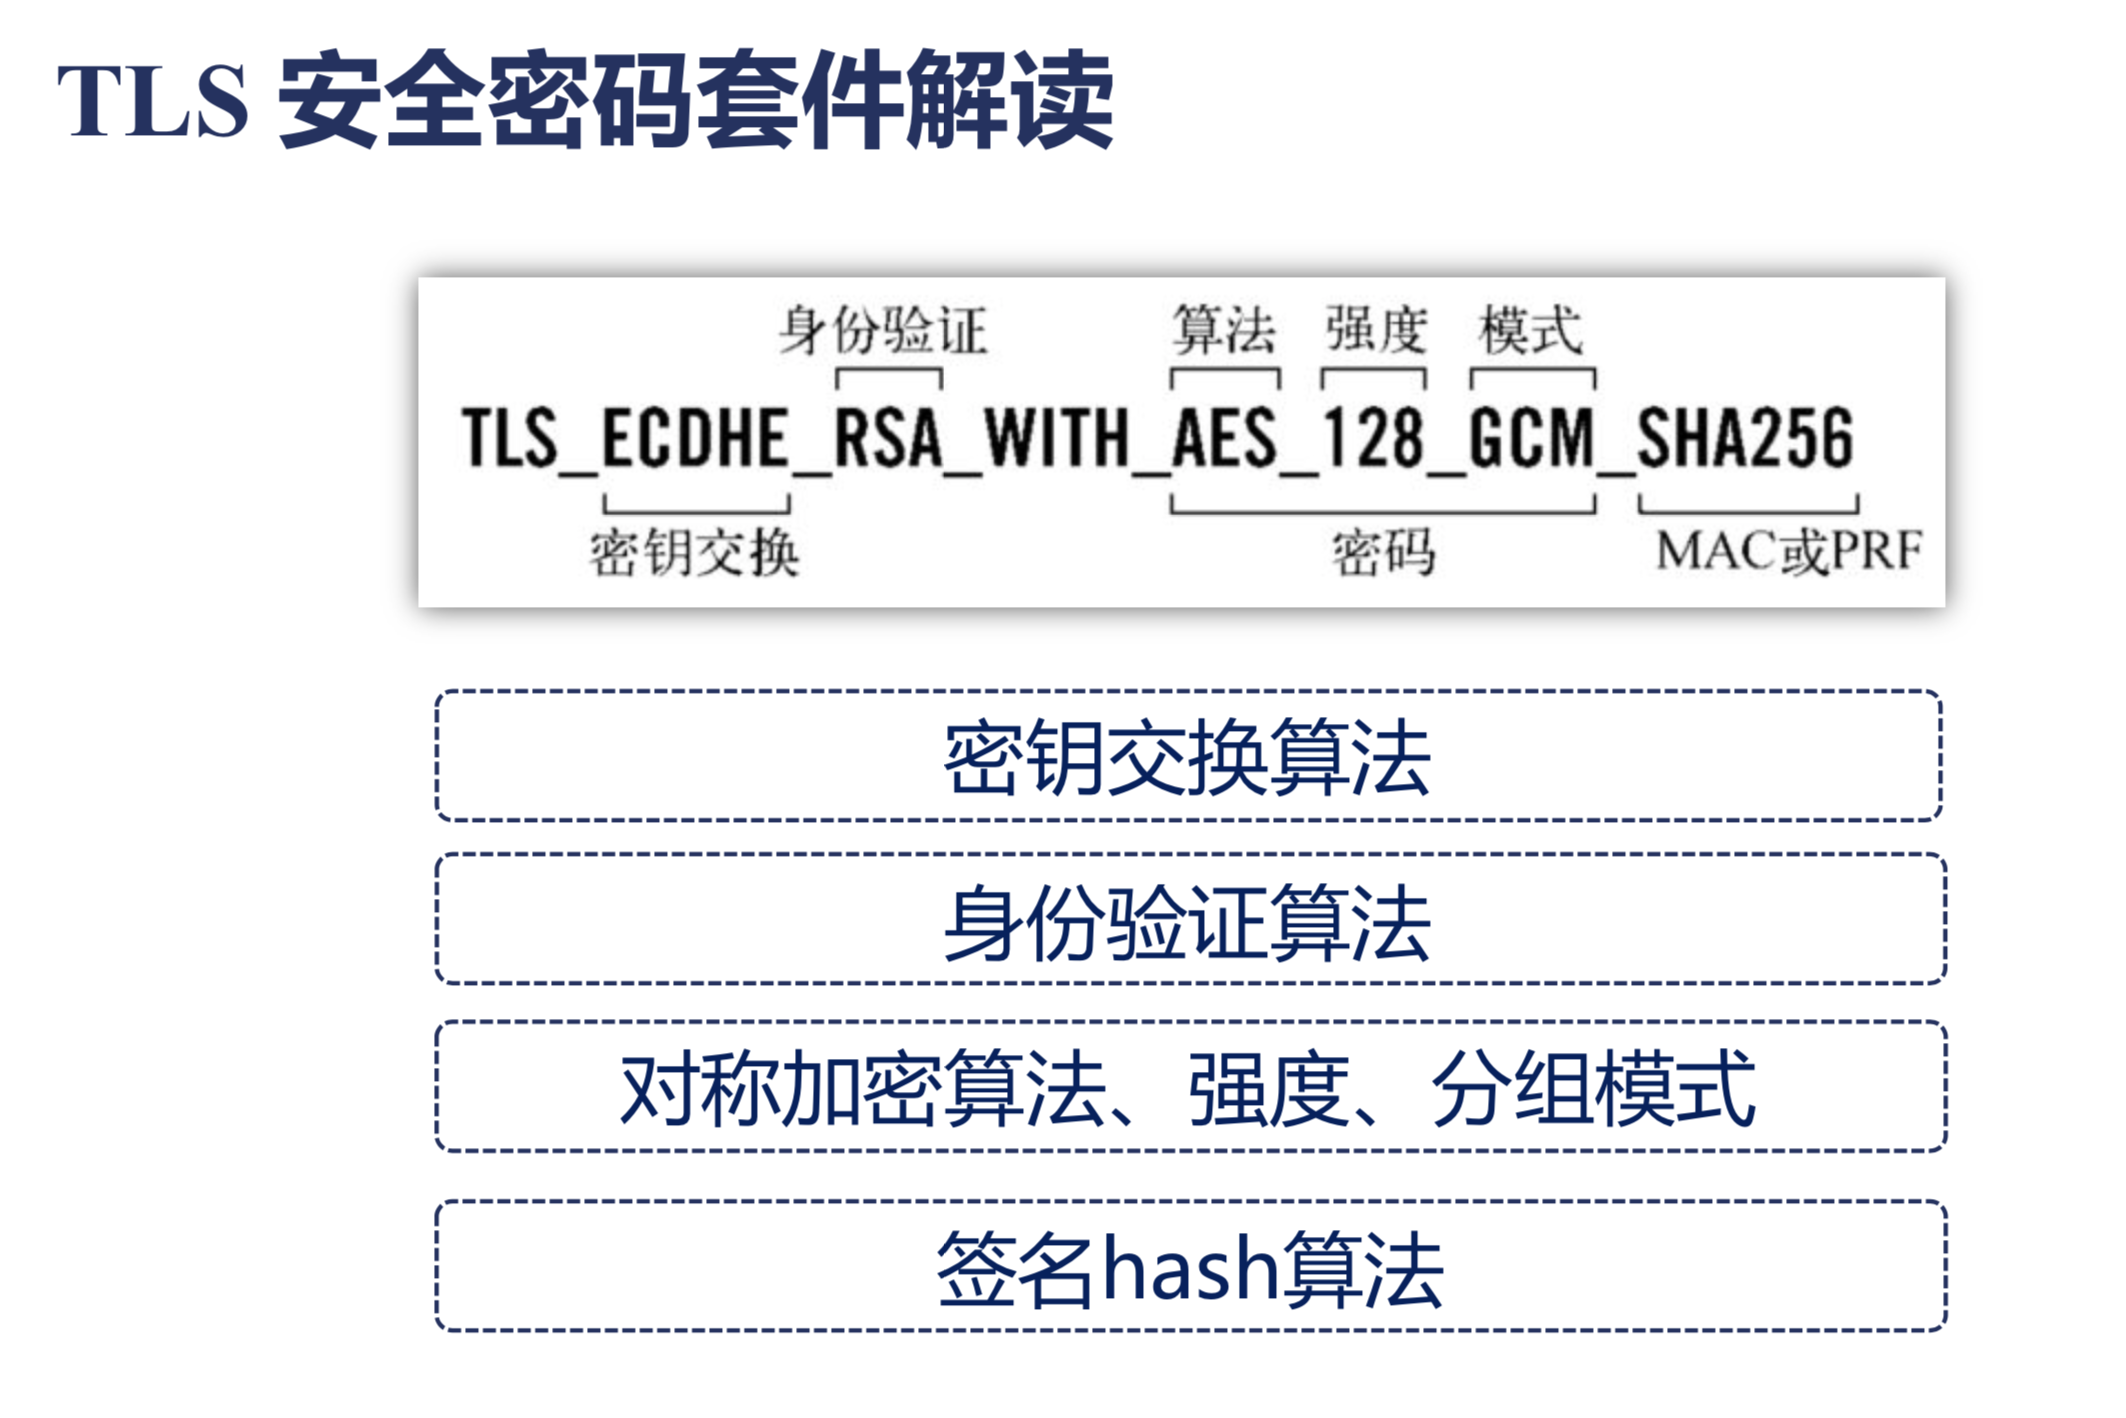 TLS 安全密码套件解读
身份验证 算法 强度 模式
TLS_ECDHE_RSA_WITH_AES_128_GCM_SHA256
密钥交换 密码 MAC或PRF
密钥交换算法
身份验证算法
对称加密算法、强度、分组模式
签名hash算法